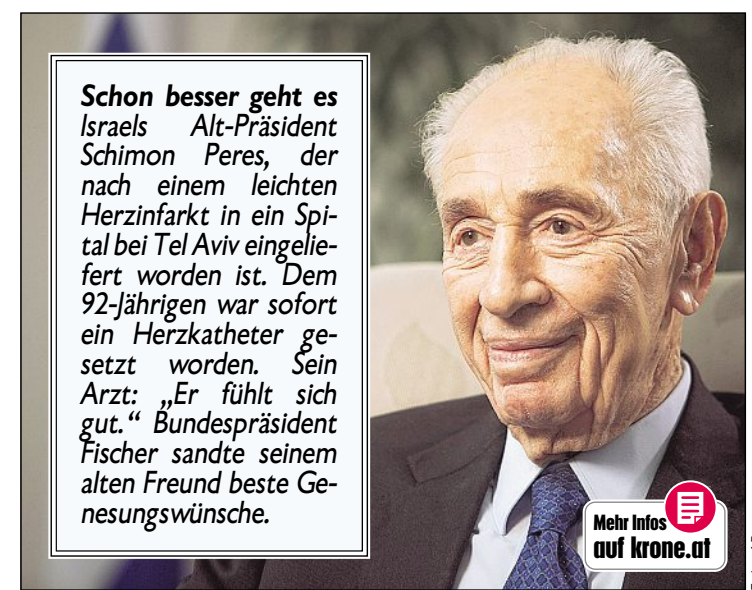 Schon besser geht es
Israels Alt-Präsident
Schimon Peres, der
nach einem leichten
Herzinfarkt in ein Spi-
tal bei Tel Aviv eingelie-
fert worden ist. Dem
92-Jährigen war sofort
ein Herzkatheter ge-
setzt worden. Sein
Arzt: „Er fühlt sich
gut.“ Bundespräsident
Fischer sandte seinem
alten Freund beste Ge-
nesungswünsche.
Mehr Infos
auf krone.at